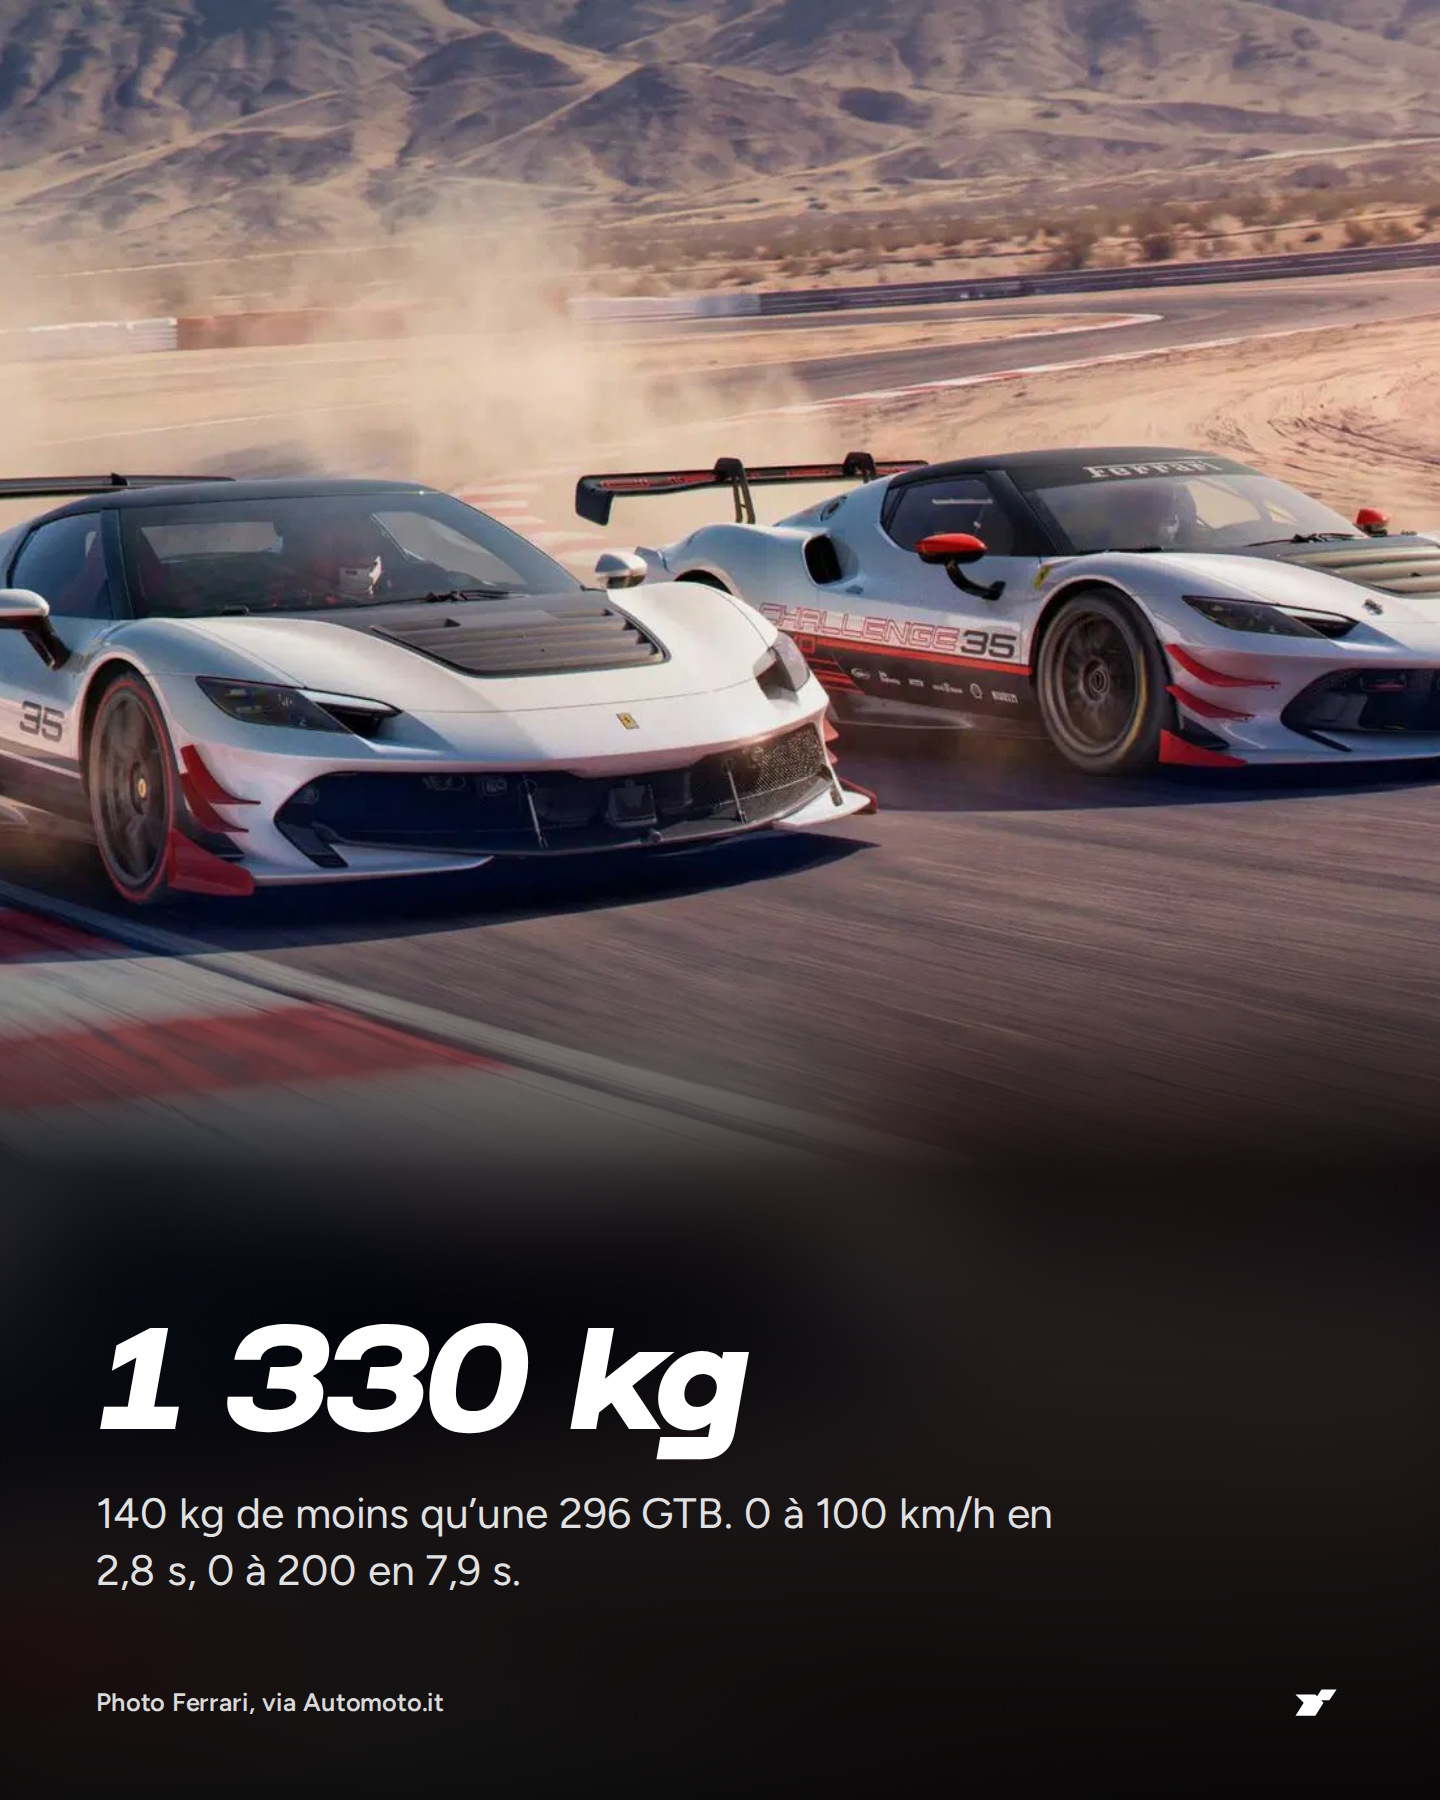 Ferrari
CHALLENGE 35
35
1 330 kg
140 kg de moins qu’une 296 GTB. 0 à 100 km/h en
2,8 s, 0 à 200 en 7,9 s.
Photo Ferrari, via Automoto.it